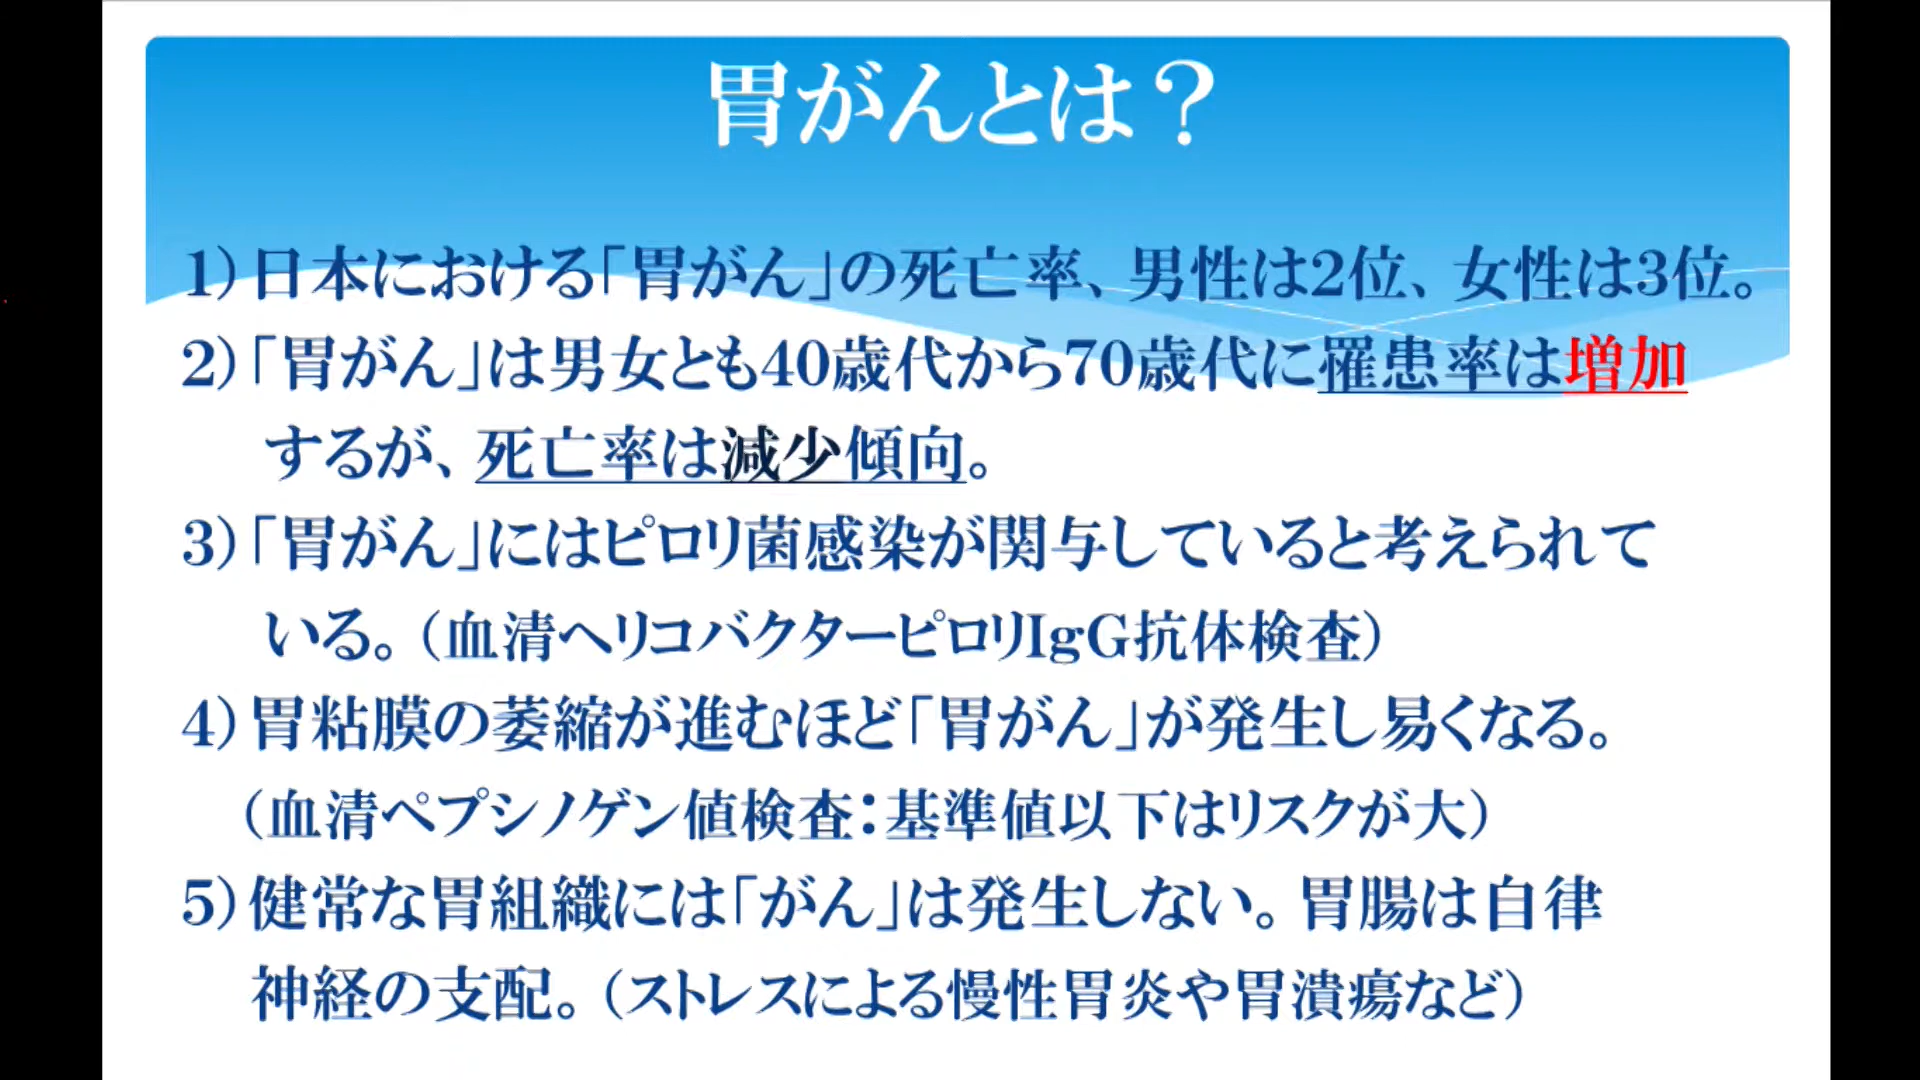 胃がんとは？
1）日本における「胃がん」の死亡率、男性は2位、女性は3位。
2）「胃がん」は男女とも40歳代から70歳代に罹患率は増加
するが、死亡率は減少傾向。
3）「胃がん」にはピロリ菌感染が関与していると考えられて
いる。（血清ヘリコバクターピロリIgG抗体検査）
4）胃粘膜の萎縮が進むほど「胃がん」が発生し易くなる。
（血清ペプシノゲン値検査：基準値以下はリスクが大）
5）健常な胃組織には「がん」は発生しない。胃腸は自律
神経の支配。（ストレスによる慢性胃炎や胃潰瘍など）